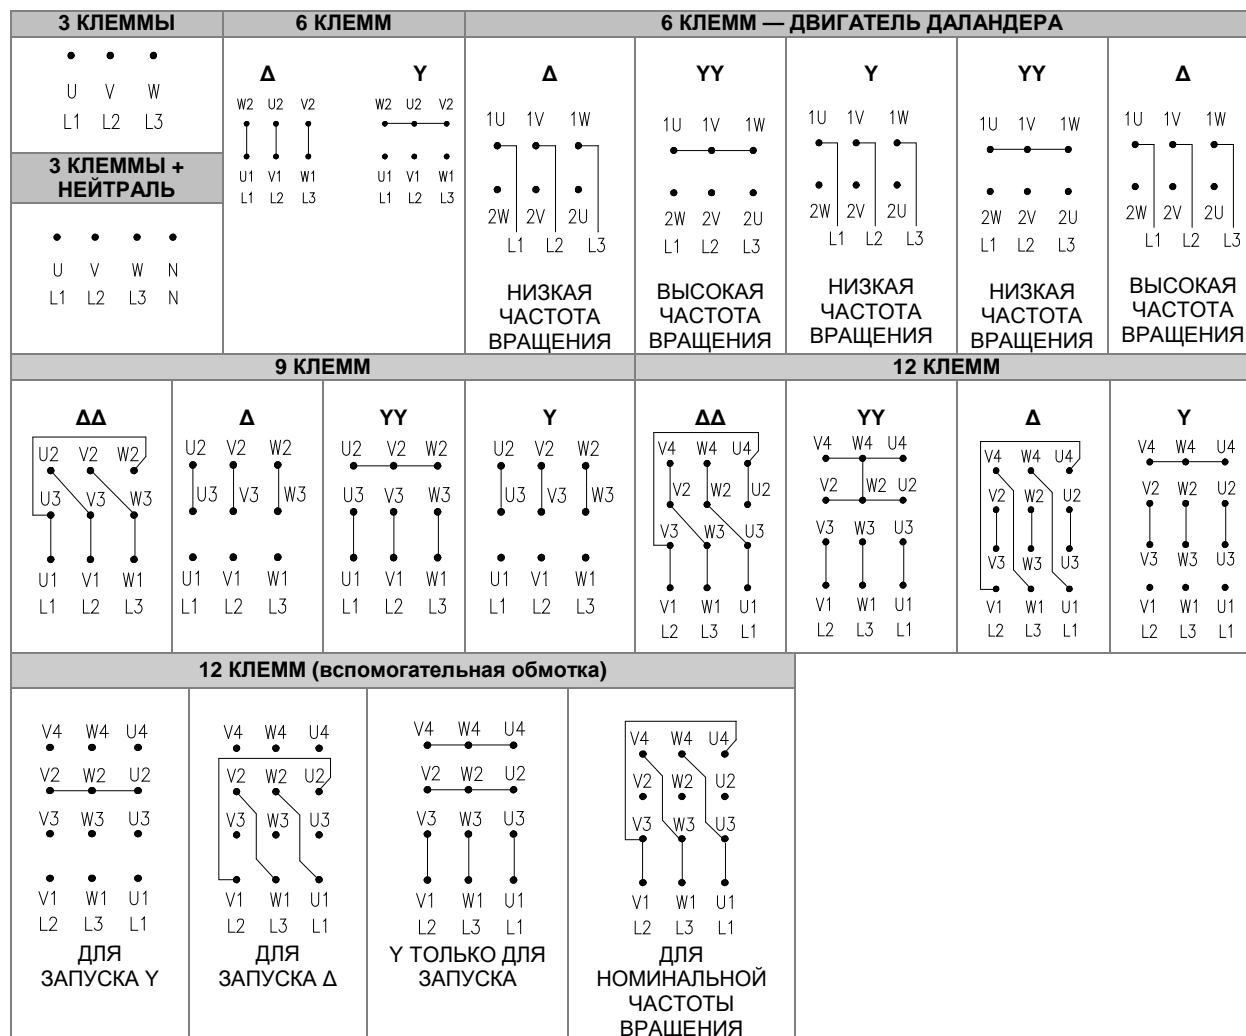 3 КЛЕММЫ
6 КЛЕММ
6 КЛЕММ — ДВИГАТЕЛЬ ДАЛАНДЕРА
U V W
L1 L2 L3
3 КЛЕММЫ +
НЕЙТРАЛЬ
U V W N
L1 L2 L3 N
Δ
W2 U2 V2
U1 V1 W1
L1 L2 L3
Y
W2 U2 V2
U1 V1 W1
L1 L2 L3
Δ
1U 1V 1W
2W 2V 2U
L1 L2 L3
НИЗКАЯ
ЧАСТОТА
ВРАЩЕНИЯ
YY
1U 1V 1W
2W 2V 2U
L1 L2 L3
ВЫСОКАЯ
ЧАСТОТА
ВРАЩЕНИЯ
Y
1U 1V 1W
2W 2V 2U
L1 L2 L3
НИЗКАЯ
ЧАСТОТА
ВРАЩЕНИЯ
YY
1U 1V 1W
2W 2V 2U
L1 L2 L3
НИЗКАЯ
ЧАСТОТА
ВРАЩЕНИЯ
Δ
1U 1V 1W
2W 2V 2U
L1 L2 L3
ВЫСОКАЯ
ЧАСТОТА
ВРАЩЕНИЯ
9 КЛЕММ
12 КЛЕММ
ΔΔ
U2 V2 W2
U3 V3 W3
U1 V1 W1
L1 L2 L3
Δ
U2 V2 W2
U3 V3 W3
U1 V1 W1
L1 L2 L3
YY
U2 V2 W2
U3 V3 W3
U1 V1 W1
L1 L2 L3
Y
U2 V2 W2
U3 V3 W3
U1 V1 W1
L1 L2 L3
ΔΔ
V4 W4 U4
V2 W2 U2
V3 W3 U3
V1 W1 U1
L2 L3 L1
YY
V4 W4 U4
V2 W2 U2
V3 W3 U3
V1 W1 U1
L2 L3 L1
Δ
V4 W4 U4
V2 W2 U2
V3 W3 U3
V1 W1 U1
L2 L3 L1
Y
V4 W4 U4
V2 W2 U2
V3 W3 U3
V1 W1 U1
L2 L3 L1
12 КЛЕММ (вспомогательная обмотка)
V4 W4 U4
V2 W2 U2
V3 W3 U3
V1 W1 U1
L2 L3 L1
ДЛЯ
ЗАПУСКА Y
V4 W4 U4
V2 W2 U2
V3 W3 U3
V1 W1 U1
L2 L3 L1
ДЛЯ
ЗАПУСКА Δ
V4 W4 U4
V2 W2 U2
V3 W3 U3
V1 W1 U1
L2 L3 L1
Y ТОЛЬКО ДЛЯ
ЗАПУСКА
V4 W4 U4
V2 W2 U2
V3 W3 U3
V1 W1 U1
L2 L3 L1
ДЛЯ
НОМИНАЛЬНОЙ
ЧАСТОТЫ
ВРАЩЕНИЯ